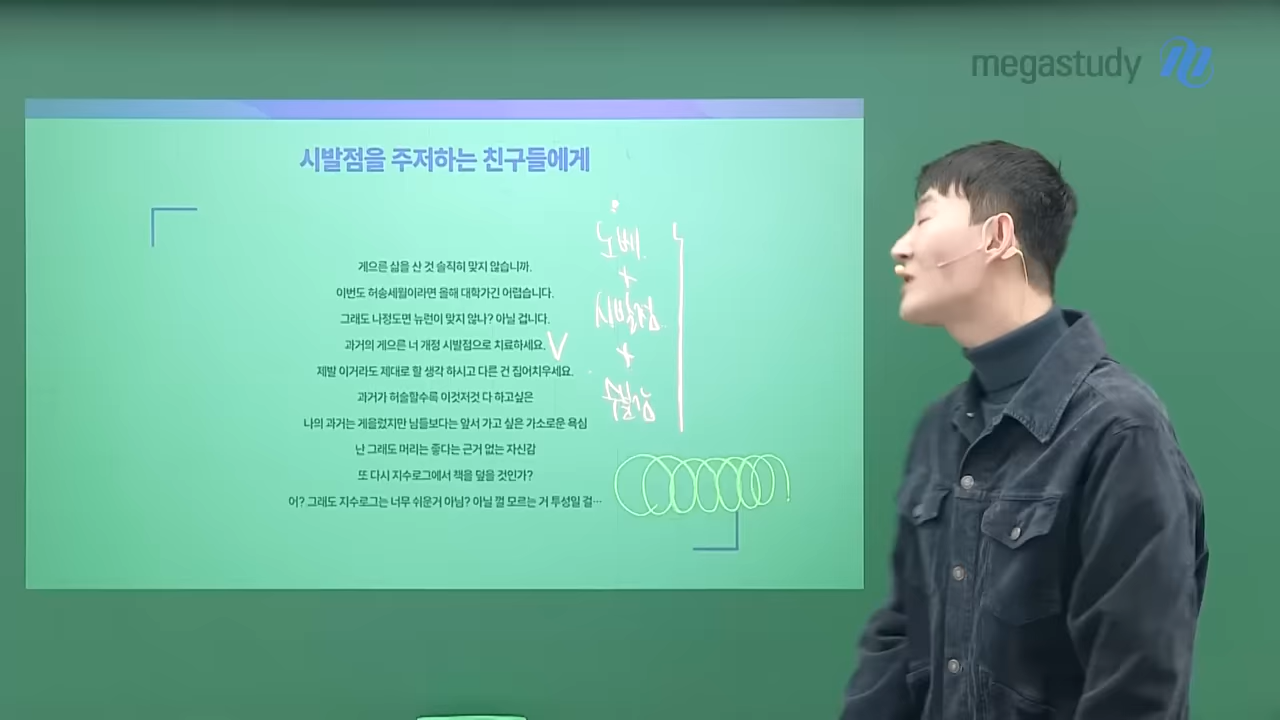 megastudy
시발점을 주저하는 친구들에게
게으른 삶을 산 것 솔직히 맞지 않습니까.
이번도 허송세월이라면 올해 대학가긴 어렵습니다.
그래도 나정도면 뉴런이 맞지 않나? 아닐 겁니다.
과거의 게으른 너 개정 시발점으로 치료하세요. V
제발 이거라도 제대로 할 생각 하시고 다른 건 집어치우세요.
과거가 허술할수록 이것저것 다 하고싶은
나의 과거는 게을렀지만 남들보다는 앞서 가고 싶은 가소로운 욕심
난 그래도 머리는 좋다는 근거 없는 자신감
또 다시 지수로그에서 책을 덮을 것인가?
어? 그래도 지수로그는 너무 쉬운거 아님? 아닐 껄 모르는 거 투성일 걸…
노베
+
시발점
+
수분감